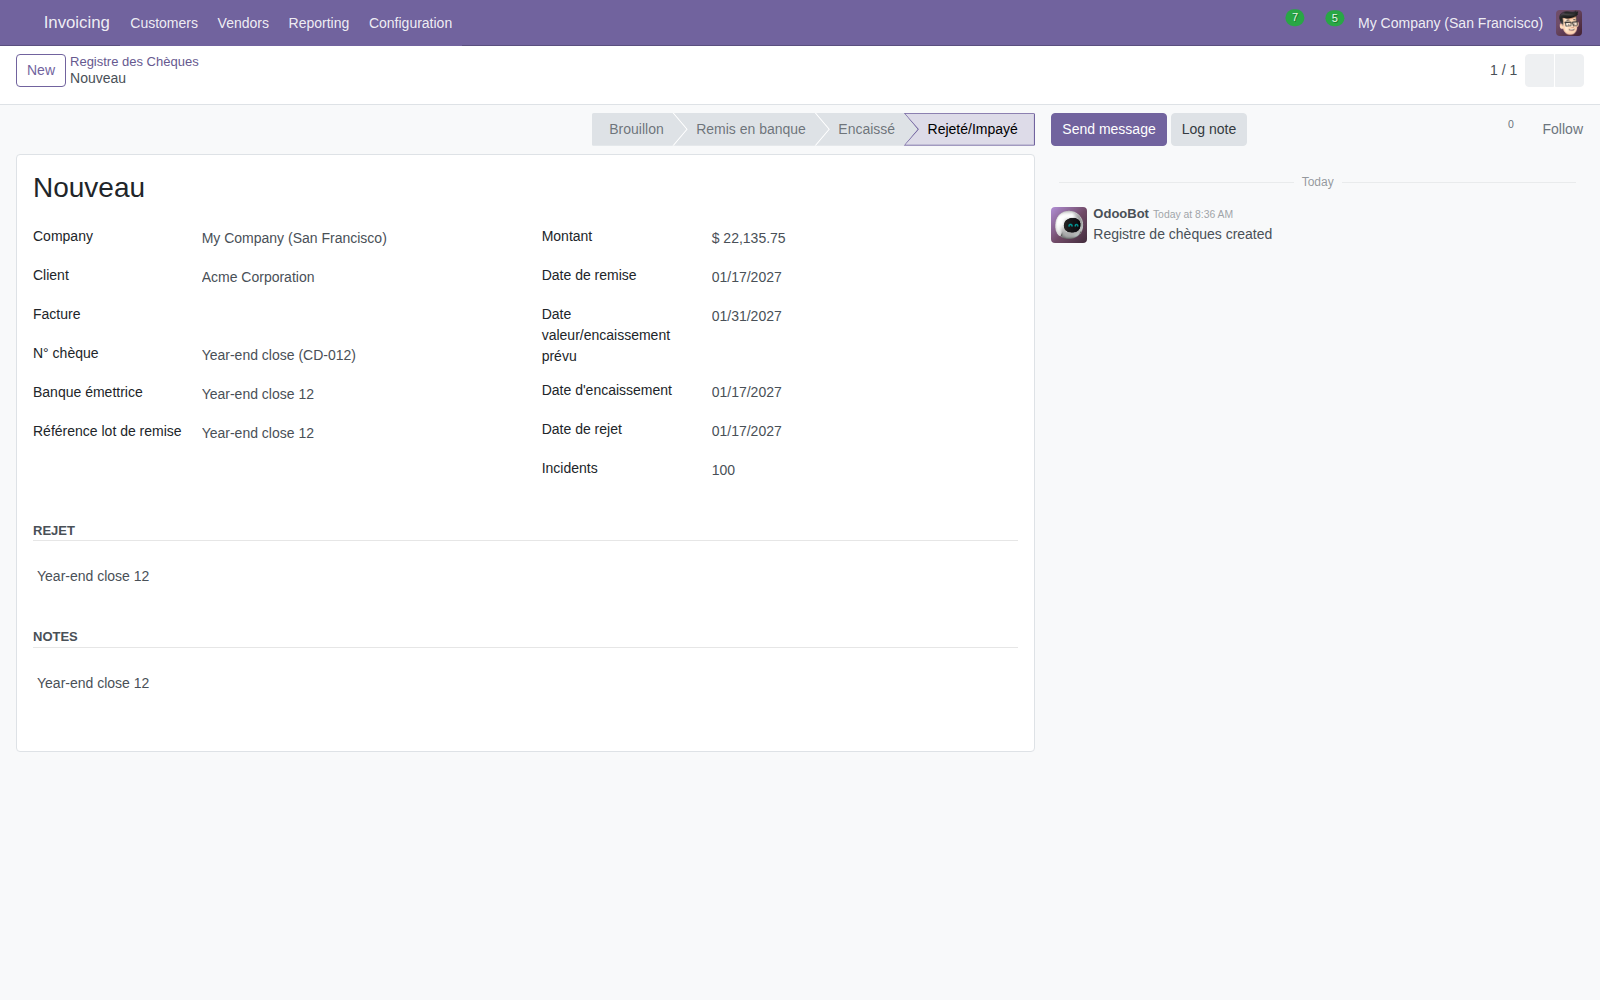 Invoicing Customers Vendors Reporting Configuration 7 5 My Company (San Francisco)
New
Registre des Chèques
Nouveau
1 / 1
Brouillon Remis en banque Encaissé Rejeté/Impayé
Send message Log note 0 Follow
Nouveau
Company My Company (San Francisco)
Client Acme Corporation
Facture
N° chèque Year-end close (CD-012)
Banque émettrice Year-end close 12
Référence lot de remise Year-end close 12
Montant $ 22,135.75
Date de remise 01/17/2027
Date valeur/encaissement prévu 01/31/2027
Date d'encaissement 01/17/2027
Date de rejet 01/17/2027
Incidents 100
REJET
Year-end close 12
NOTES
Year-end close 12
Today
OdooBot Today at 8:36 AM
Registre de chèques created